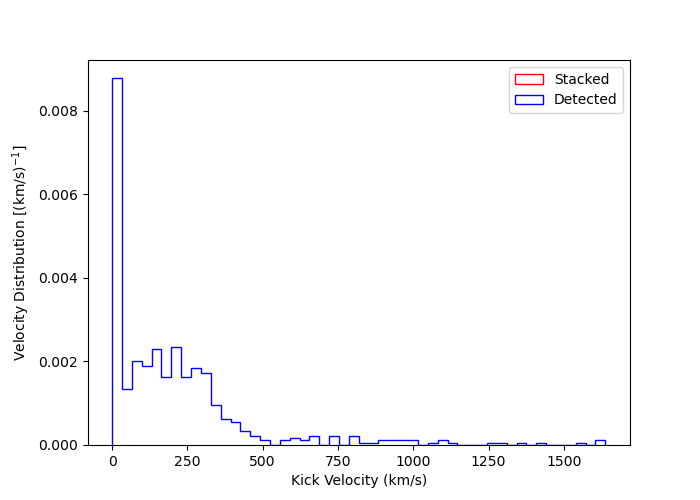 Stacked
Detected
0.008
0.006
0.004
0.002
0.000
Velocity Distribution [(km/s)$^{-1}$]
0 250 500 750 1000 1250 1500
Kick Velocity (km/s)